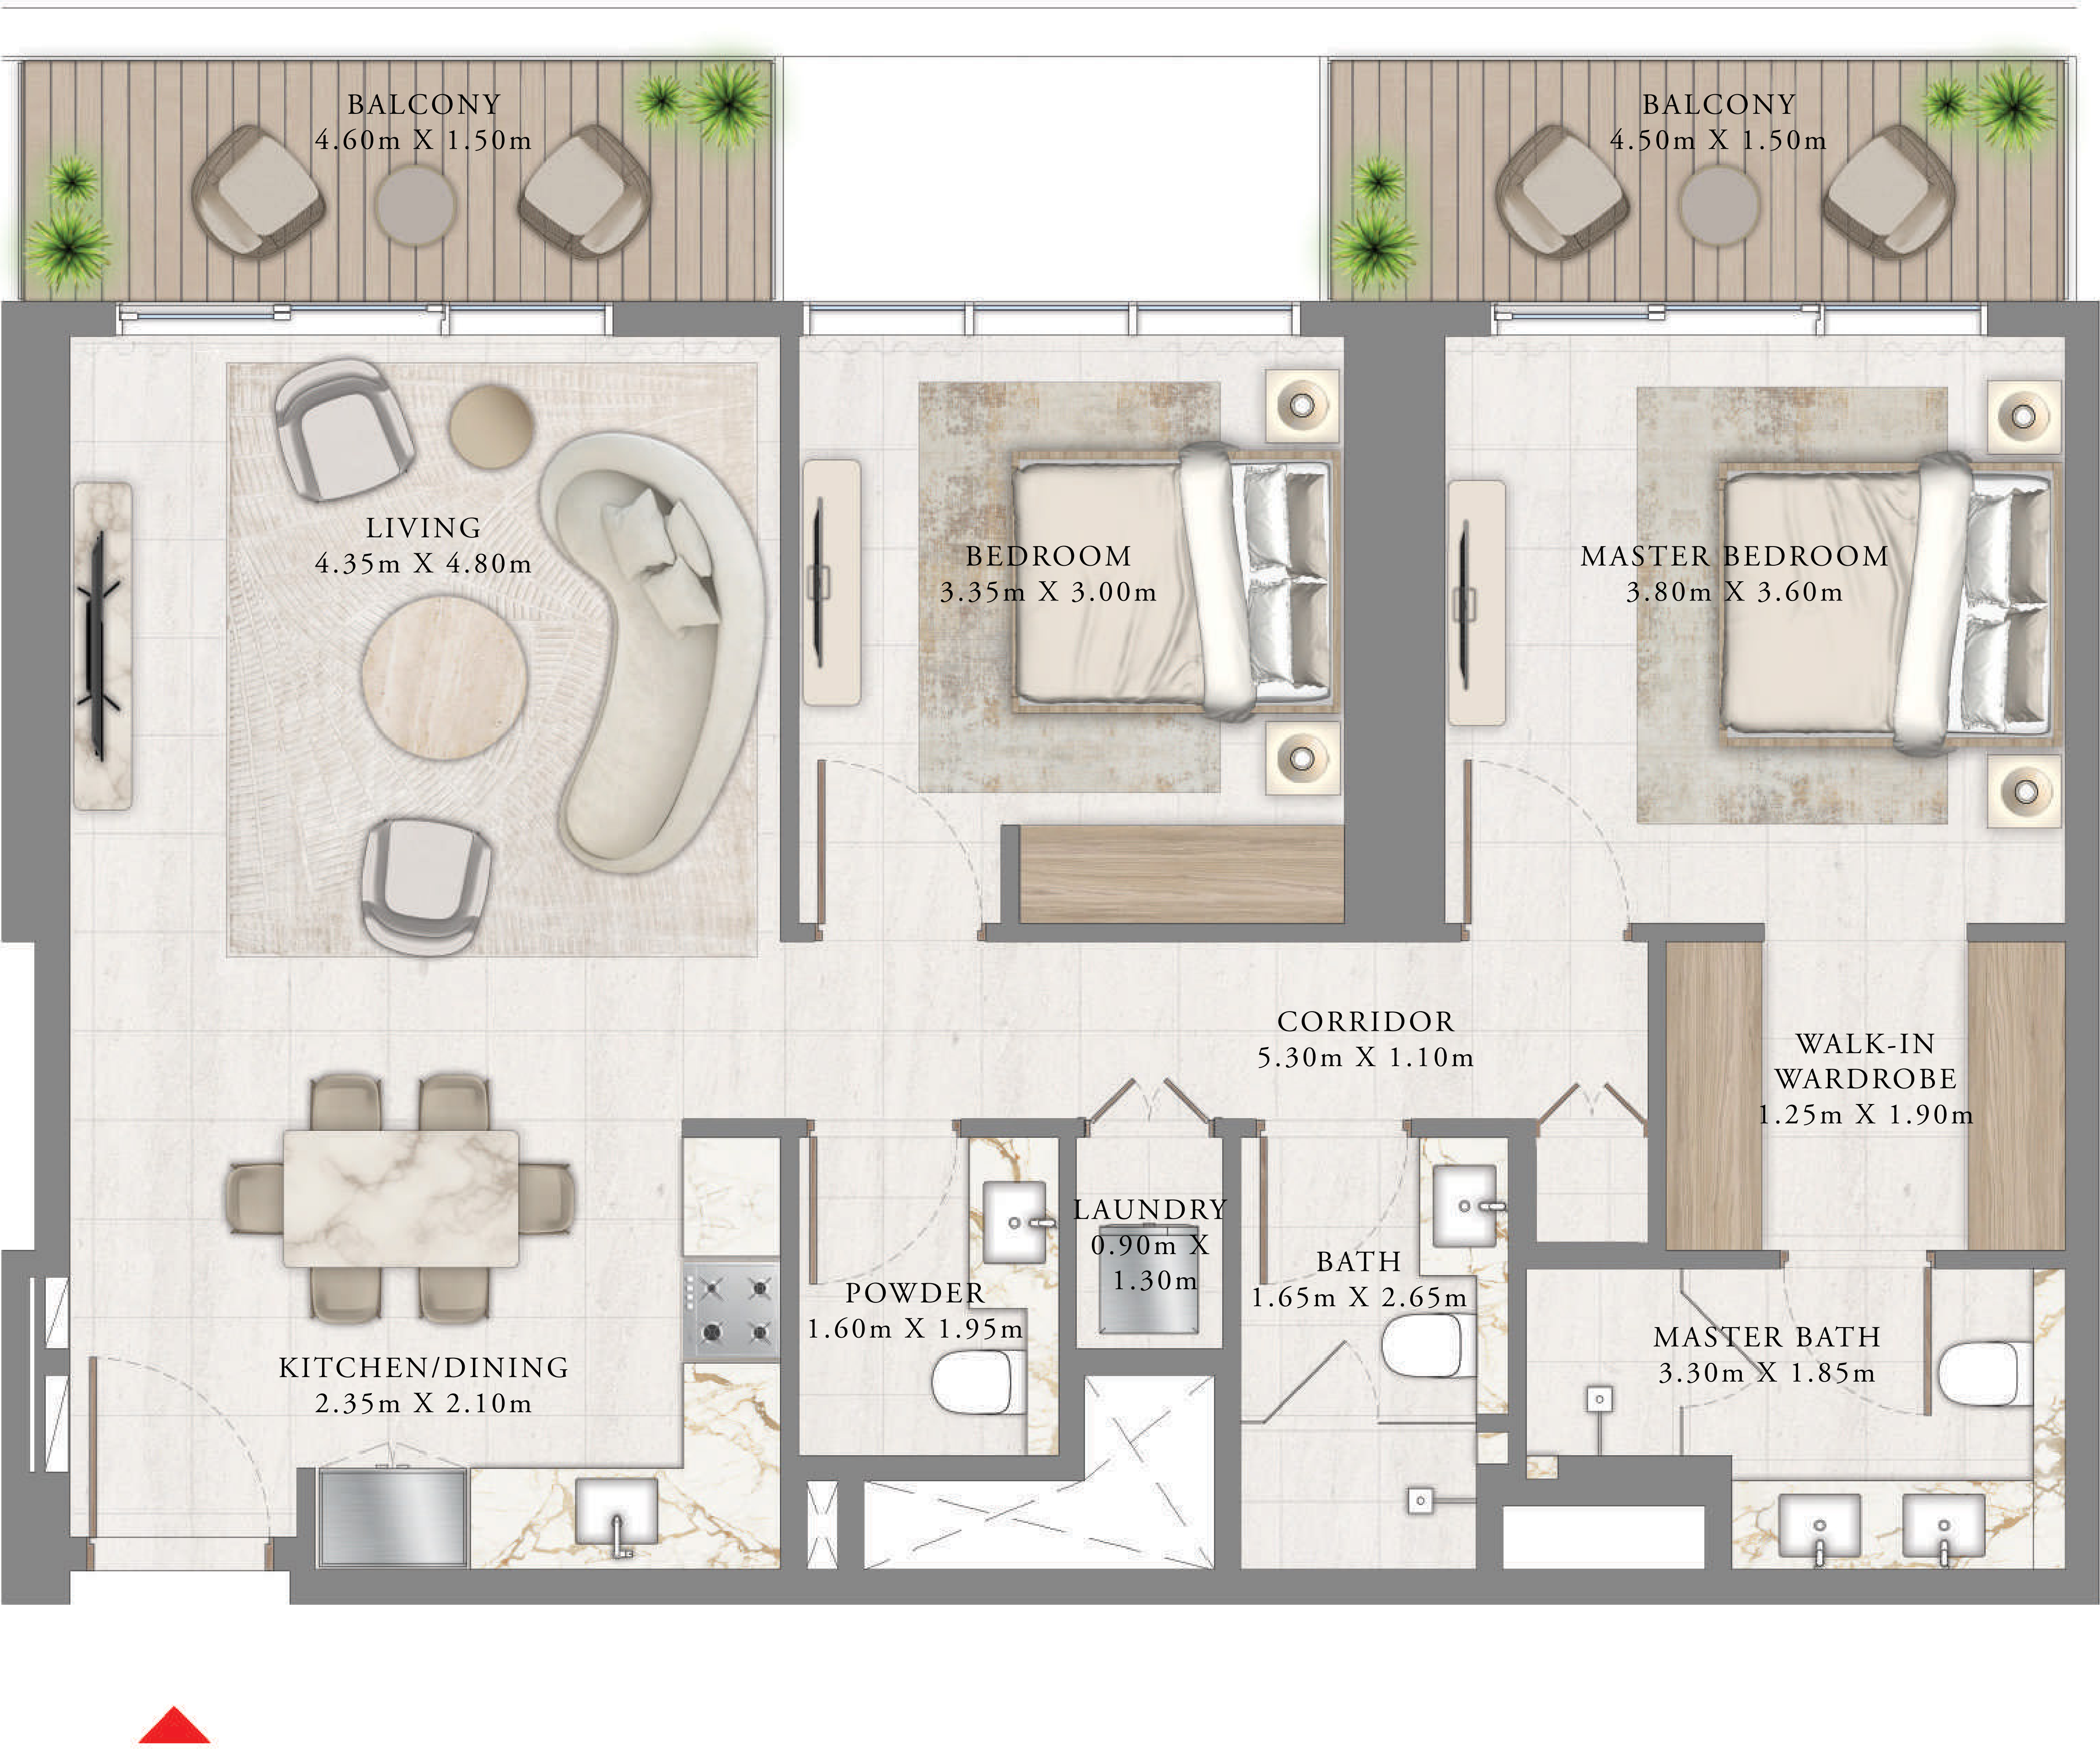 BALCONY
4.60m X 1.50m
BALCONY
4.50m X 1.50m
LIVING
4.35m X 4.80m
BEDROOM
3.35m X 3.00m
MASTER BEDROOM
3.80m X 3.60m
CORRIDOR
5.30m X 1.10m
WALK-IN
WARDROBE
1.25m X 1.90m
LAUNDRY
0.90m X
1.30m
BATH
1.65m X 2.65m
POWDER
1.60m X 1.95m
MASTER BATH
3.30m X 1.85m
KITCHEN/DINING
2.35m X 2.10m